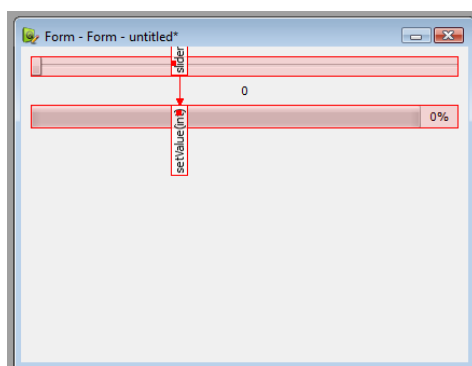 Form - Form - untitled*
slider
0
0%
setValue(int)